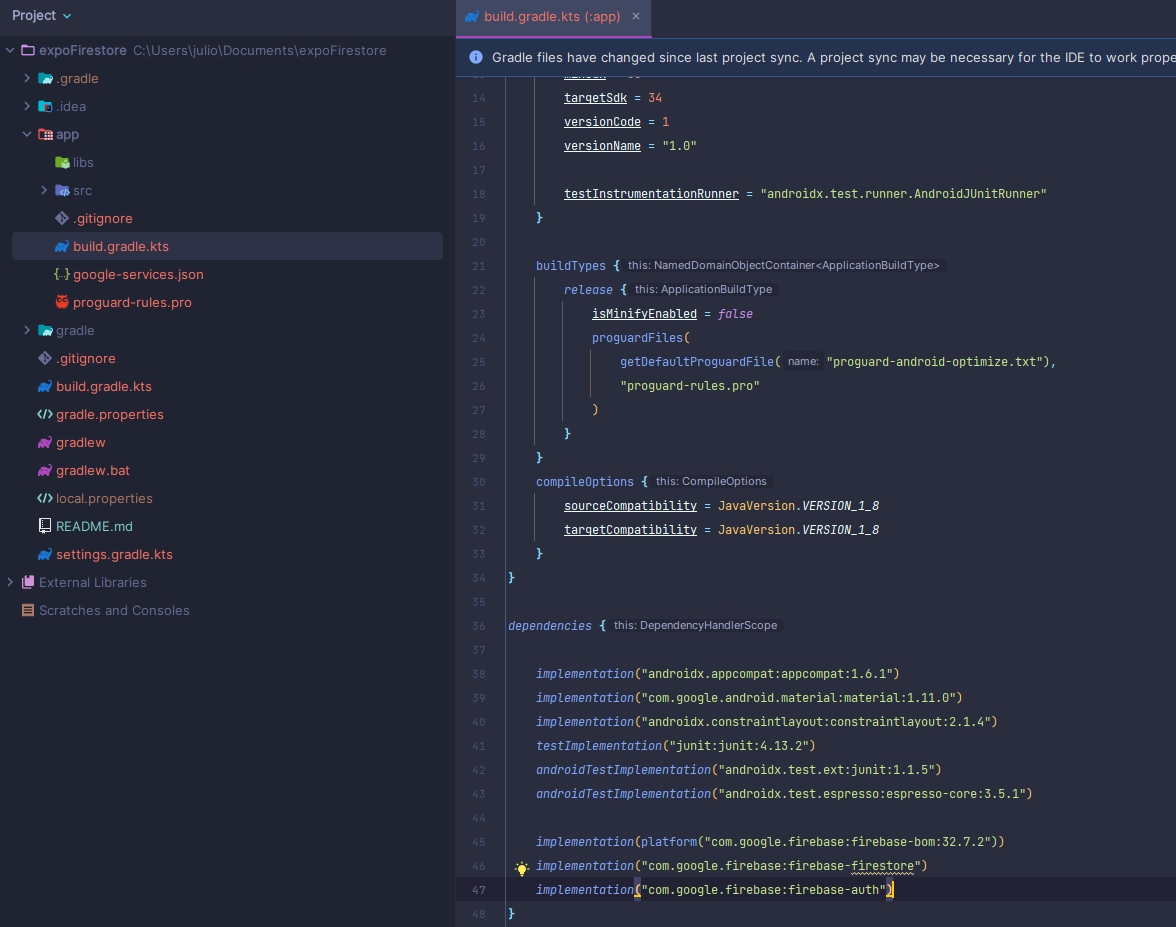 Project
expoFirestore C:\Users\julio\Documents\expoFirestore
.gradle
.idea
app
libs
src
.gitignore
build.gradle.kts
google-services.json
proguard-rules.pro
gradle
.gitignore
build.gradle.kts
gradle.properties
gradlew
gradlew.bat
local.properties
README.md
settings.gradle.kts
External Libraries
Scratches and Consoles
build.gradle.kts (:app)
Gradle files have changed since last project sync. A project sync may be necessary for the IDE to work prope
14 targetSdk = 34
15 versionCode = 1
16 versionName = "1.0"
17
18 testInstrumentationRunner = "androidx.test.runner.AndroidJUnitRunner"
19 }
20
21 buildTypes { this: NamedDomainObjectContainer<ApplicationBuildType>
22 release { this: ApplicationBuildType
23 isMinifyEnabled = false
24 proguardFiles(
25 getDefaultProguardFile( name: "proguard-android-optimize.txt"),
26 "proguard-rules.pro"
27 )
28 }
29 }
30 compileOptions { this: CompileOptions
31 sourceCompatibility = JavaVersion.VERSION_1_8
32 targetCompatibility = JavaVersion.VERSION_1_8
33 }
34 }
35
36 dependencies { this: DependencyHandlerScope
37
38 implementation("androidx.appcompat:appcompat:1.6.1")
39 implementation("com.google.android.material:material:1.11.0")
40 implementation("androidx.constraintlayout:constraintlayout:2.1.4")
41 testImplementation("junit:junit:4.13.2")
42 androidTestImplementation("androidx.test.ext:junit:1.1.5")
43 androidTestImplementation("androidx.test.espresso:espresso-core:3.5.1")
44
45 implementation(platform("com.google.firebase:firebase-bom:32.7.2"))
46 implementation("com.google.firebase:firebase-firestore")
47 implementation("com.google.firebase:firebase-auth")
48 }